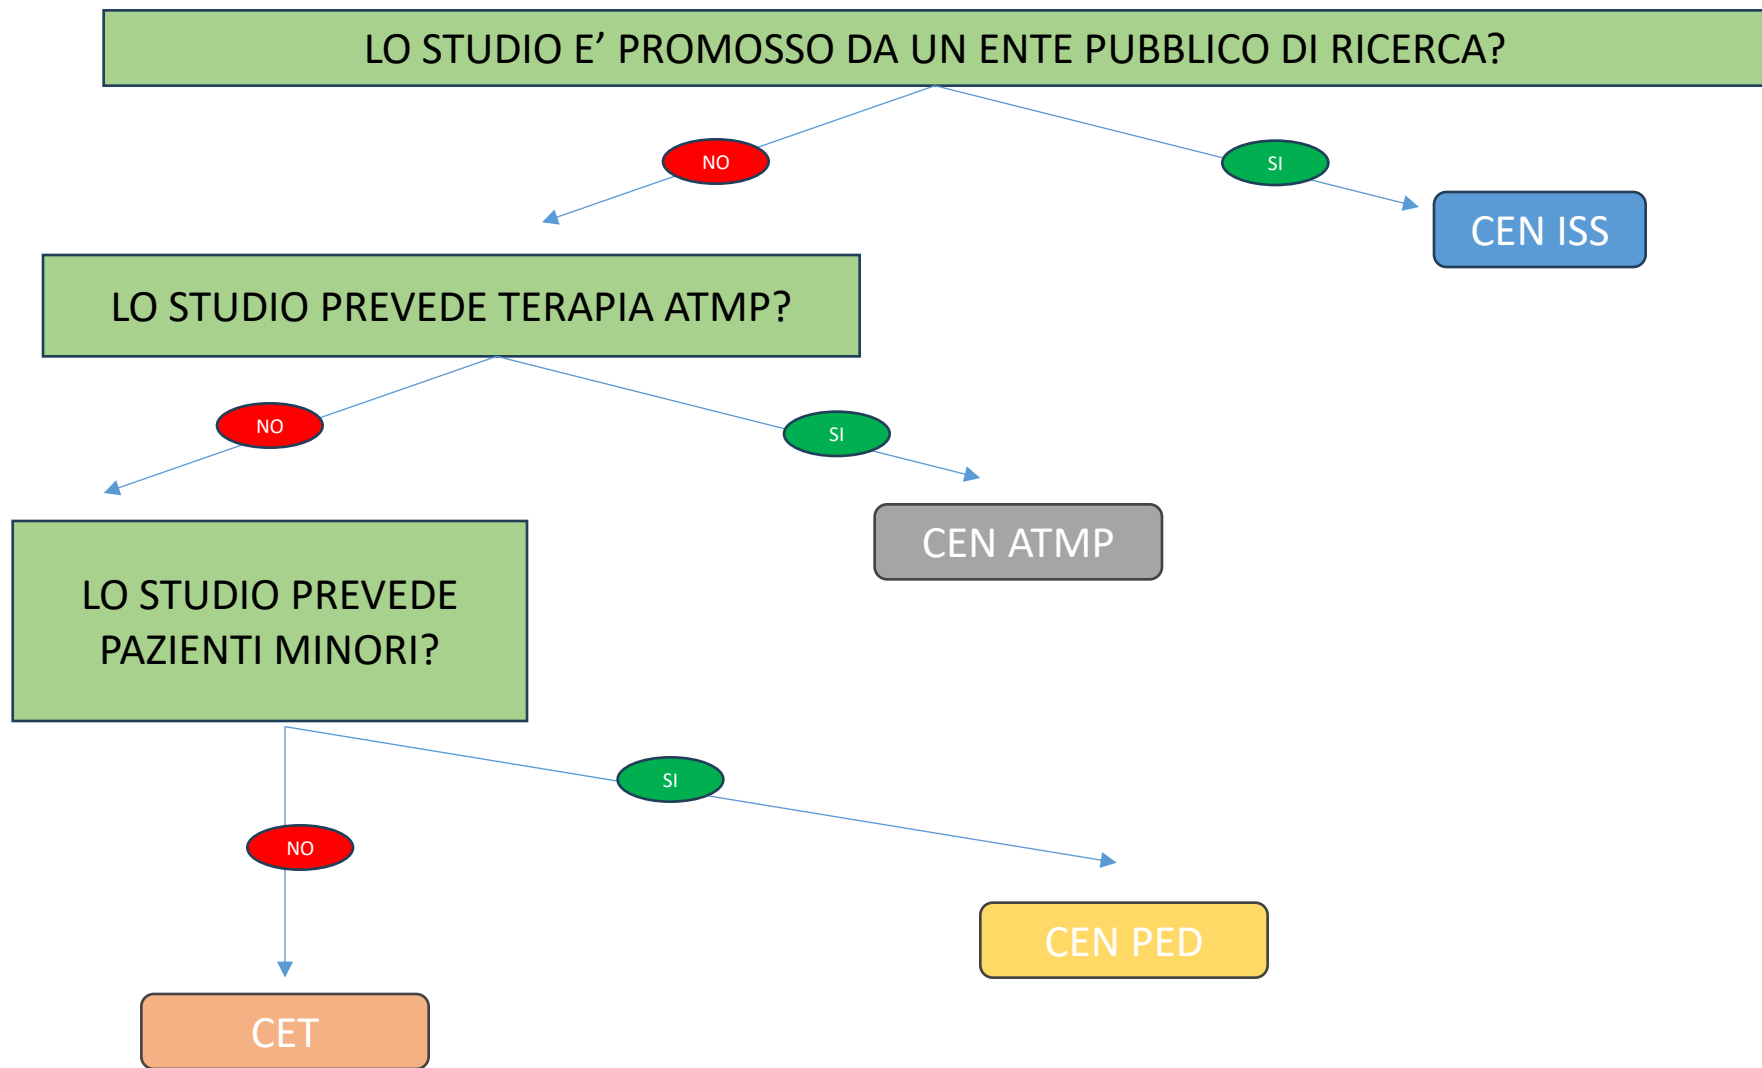 LO STUDIO E’ PROMOSSO DA UN ENTE PUBBLICO DI RICERCA?
NO
SI
CEN ISS
LO STUDIO PREVEDE TERAPIA ATMP?
NO
SI
CEN ATMP
LO STUDIO PREVEDE
PAZIENTI MINORI?
SI
NO
CEN PED
CET